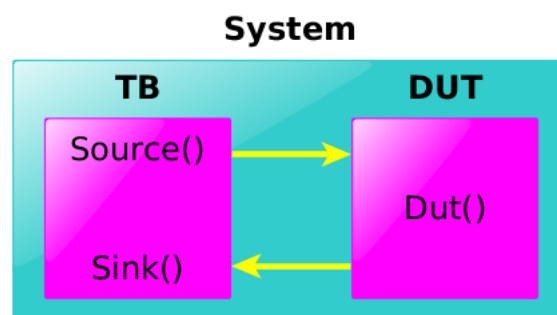 System
TB
DUT
Source()
Dut()
Sink()